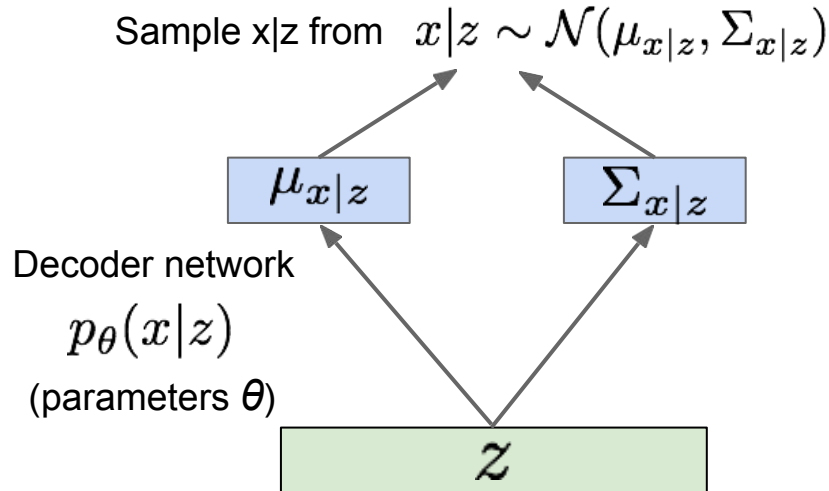 Sample x|z from x|z ∼ 𝒩(μ_{x|z}, Σ_{x|z})
μ_{x|z} Σ_{x|z}
Decoder network
p_θ(x|z)
(parameters θ)
z